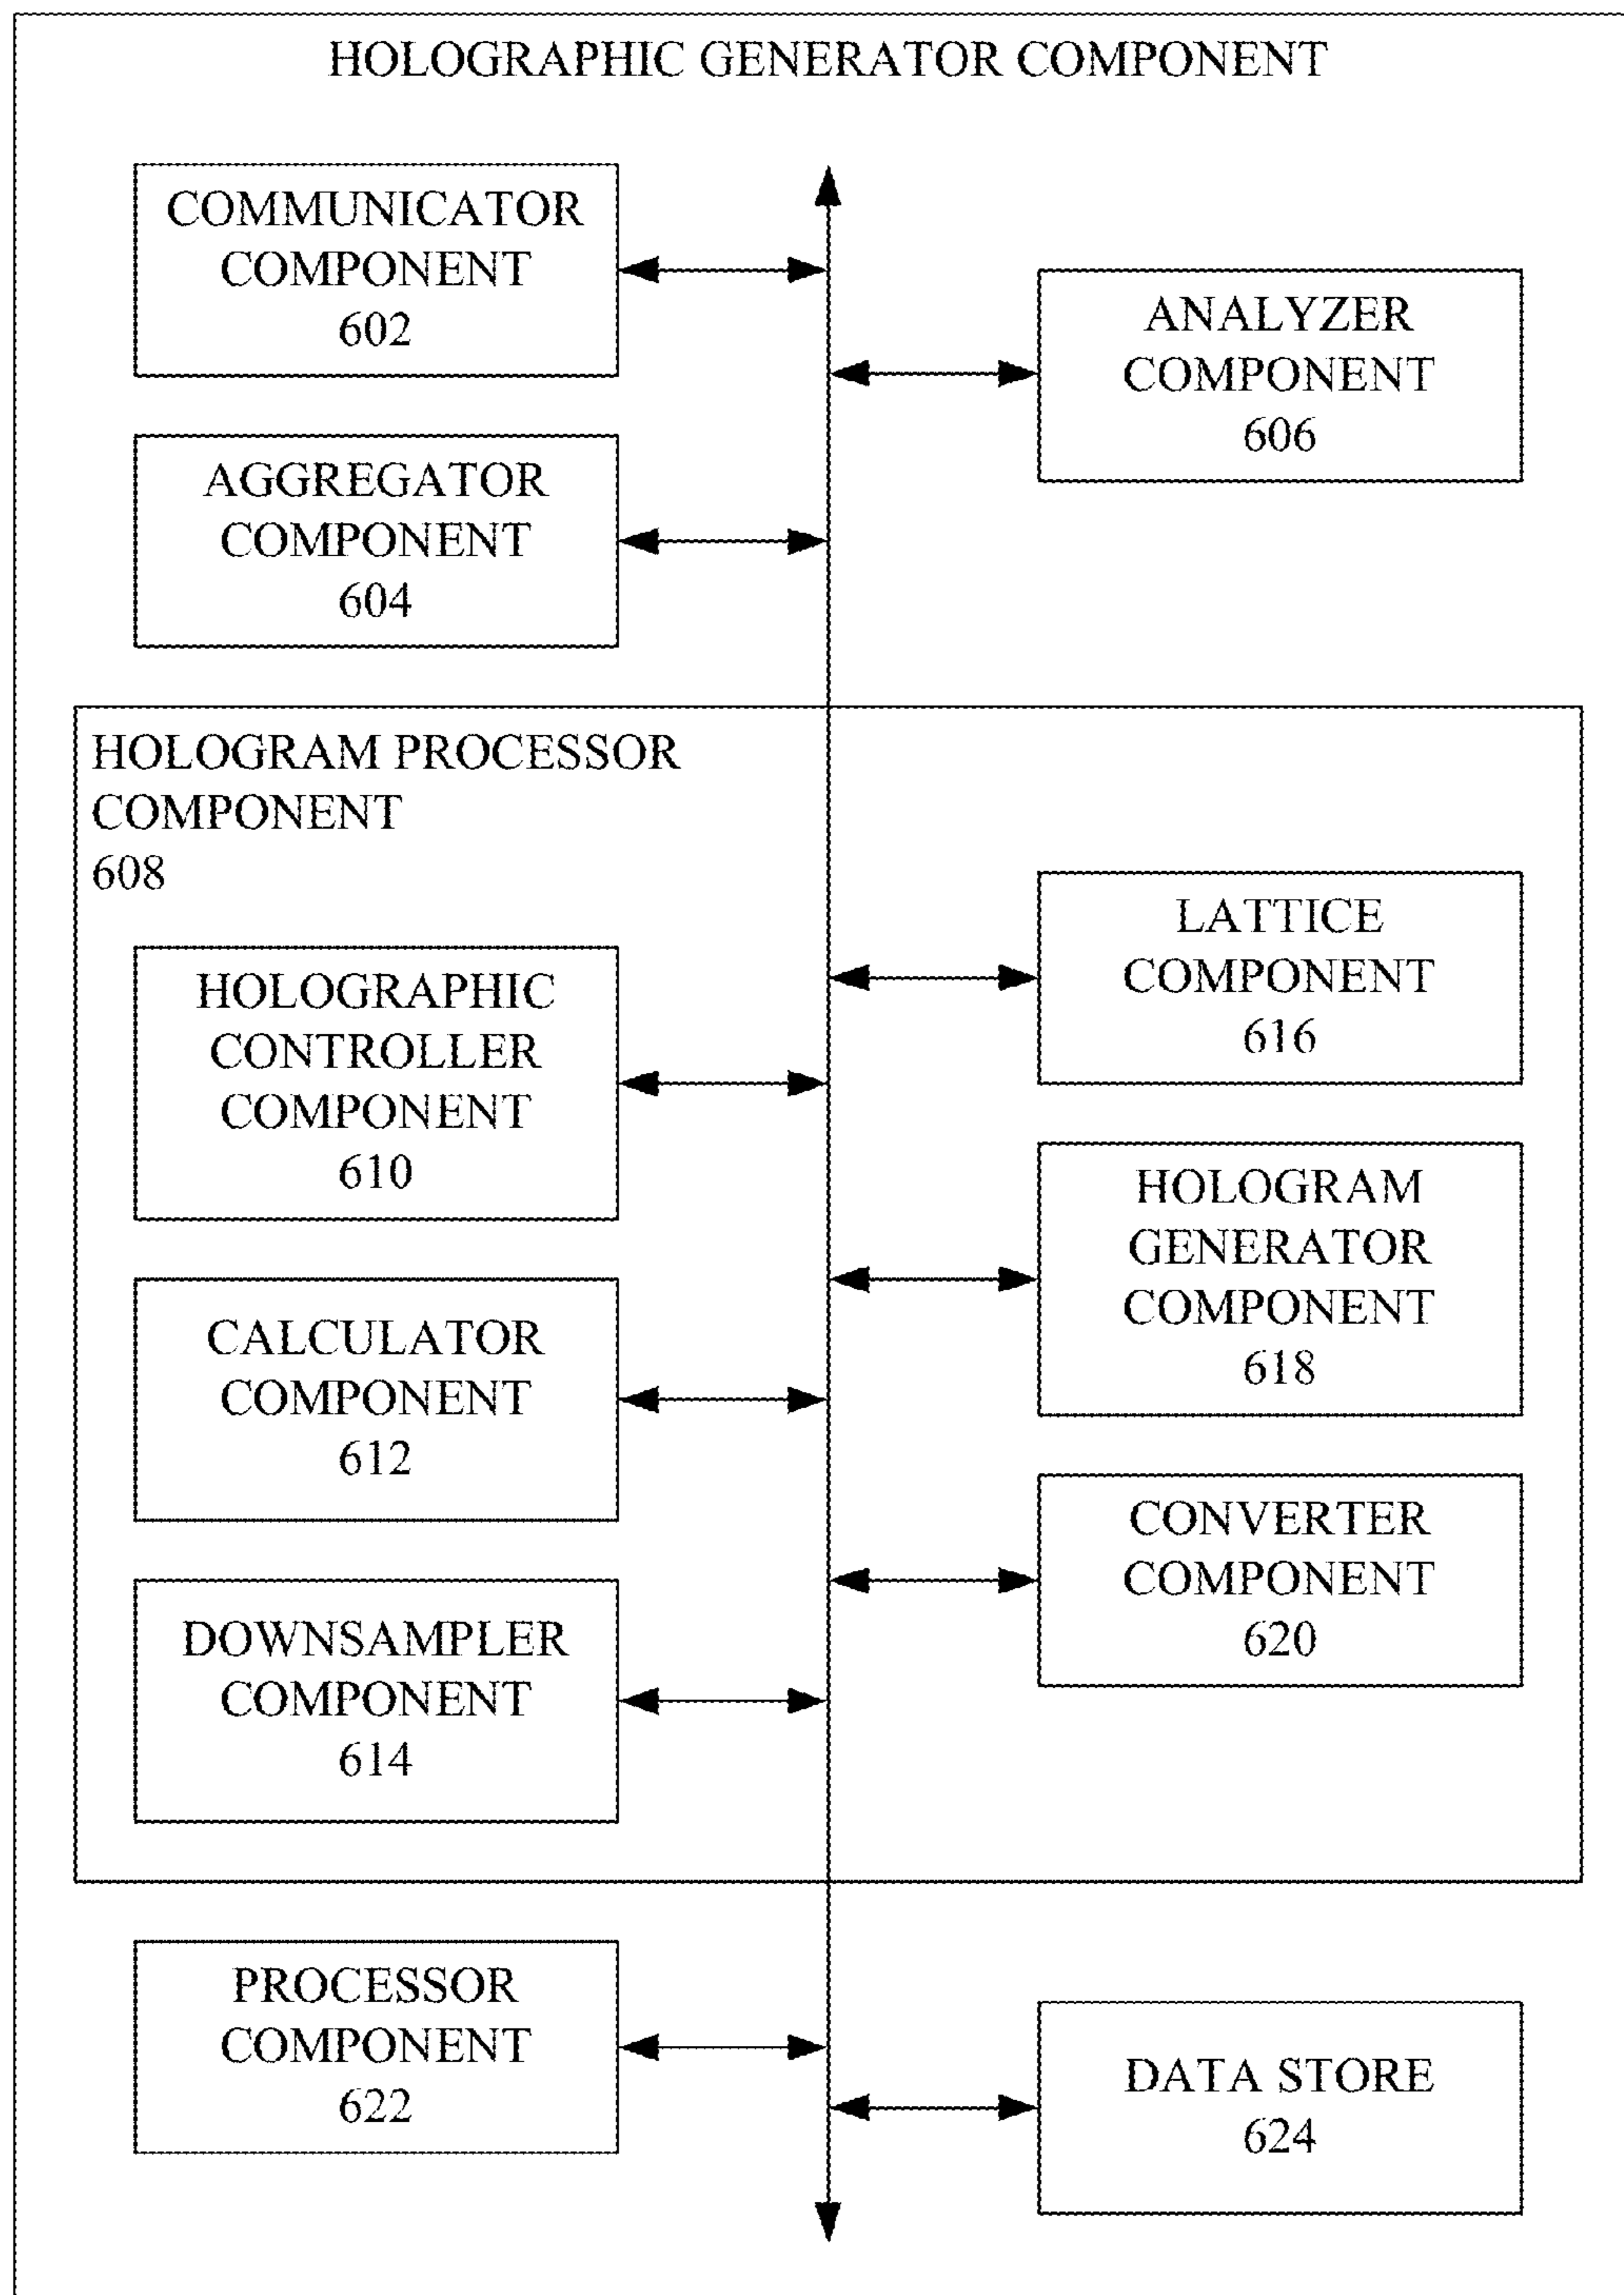 HOLOGRAPHIC GENERATOR COMPONENT
COMMUNICATOR
COMPONENT
602
ANALYZER
COMPONENT
606
AGGREGATOR
COMPONENT
604
HOLOGRAM PROCESSOR
COMPONENT
608
LATTICE
COMPONENT
616
HOLOGRAPHIC
CONTROLLER
COMPONENT
610
HOLOGRAM
GENERATOR
COMPONENT
618
CALCULATOR
COMPONENT
612
CONVERTER
COMPONENT
620
DOWNSAMPLER
COMPONENT
614
PROCESSOR
COMPONENT
622
DATA STORE
624